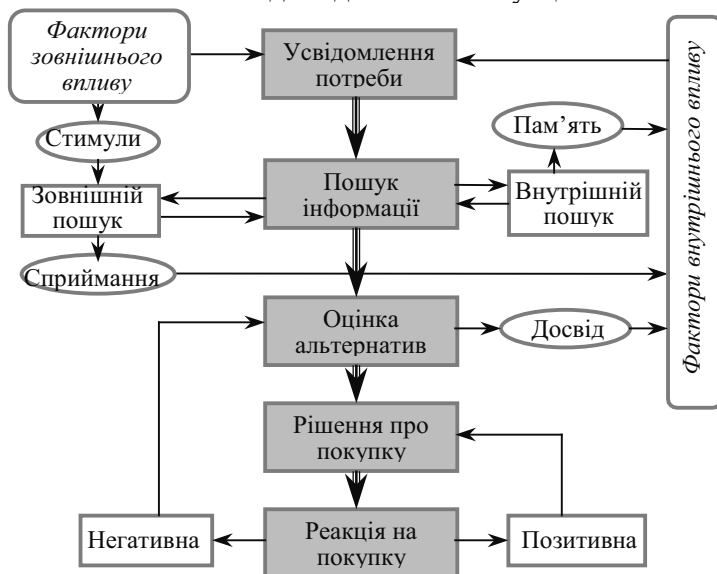 Фактори
зовнішнього
впливу
Усвідомлення
потреби
Стимули
Пам’ять
Зовнішній
пошук
Пошук
інформації
Внутрішній
пошук
Сприймання
Фактори внутрішнього впливу
Оцінка
альтернатив
Досвід
Рішення про
покупку
Негативна
Реакція на
покупку
Позитивна